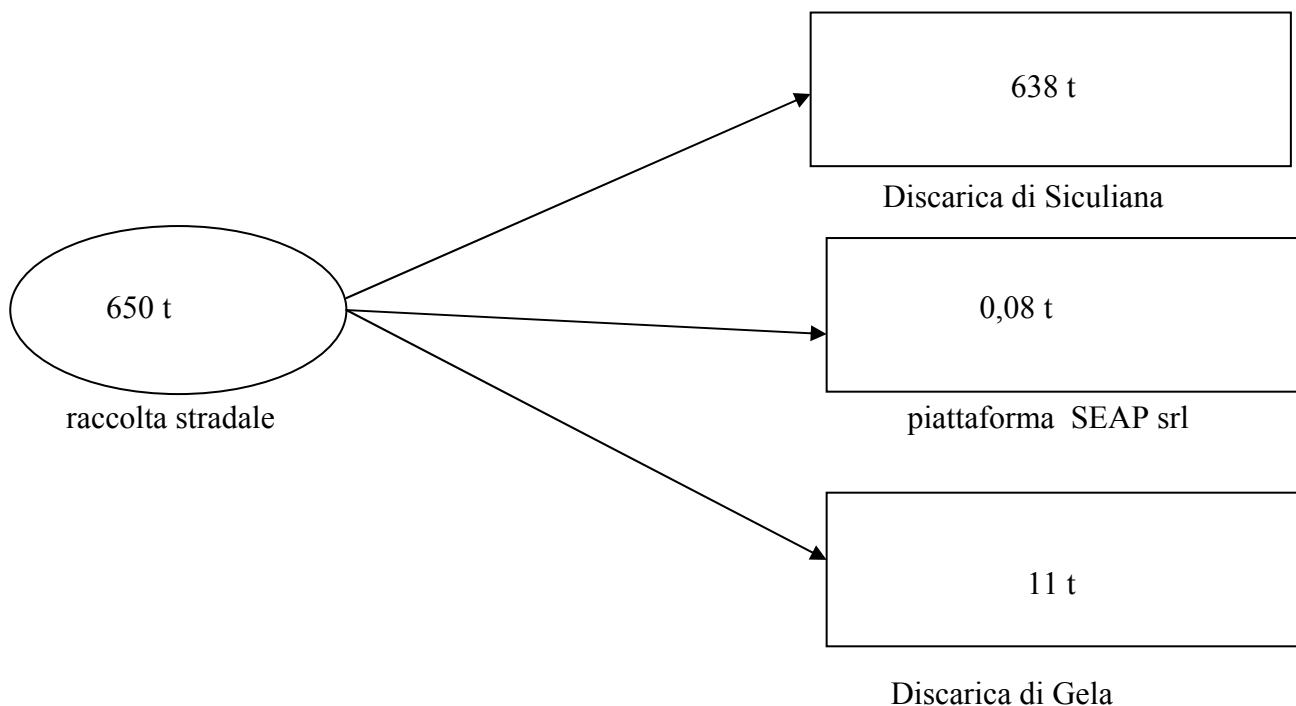 638 t
Discarica di Siculiana
650 t
raccolta stradale
0,08 t
piattaforma SEAP srl
11 t
Discarica di Gela